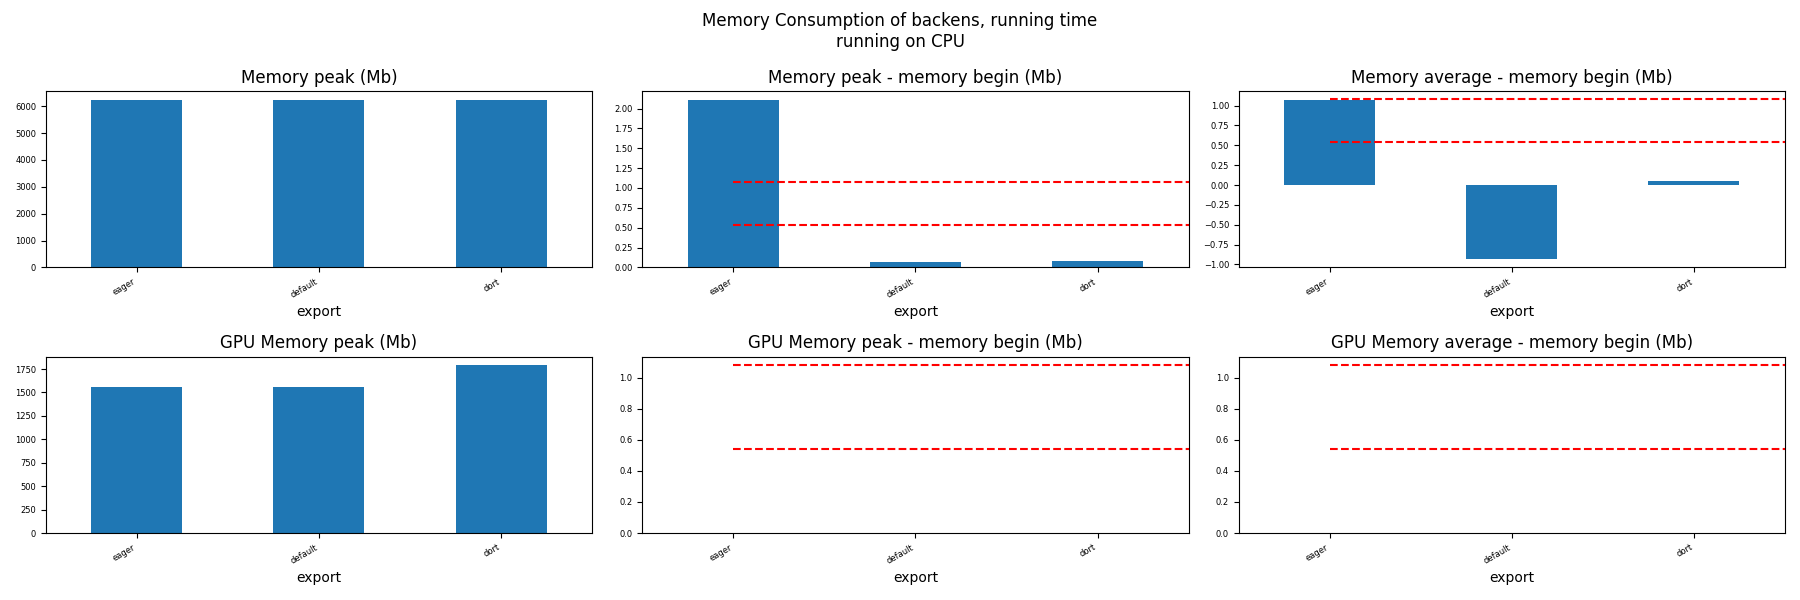 Memory Consumption of backens, running time
running on CPU
Memory peak (Mb)
6000
5000
4000
3000
2000
1000
0
eager
default
dort
export
Memory peak - memory begin (Mb)
2.00
1.75
1.50
1.25
1.00
0.75
0.50
0.25
0.00
eager
default
dort
export
Memory average - memory begin (Mb)
1.00
0.75
0.50
0.25
0.00
−0.25
−0.50
−0.75
−1.00
eager
default
dort
export
GPU Memory peak (Mb)
1750
1500
1250
1000
750
500
250
0
eager
default
dort
export
GPU Memory peak - memory begin (Mb)
1.0
0.8
0.6
0.4
0.2
0.0
eager
default
dort
export
GPU Memory average - memory begin (Mb)
1.0
0.8
0.6
0.4
0.2
0.0
eager
default
dort
export